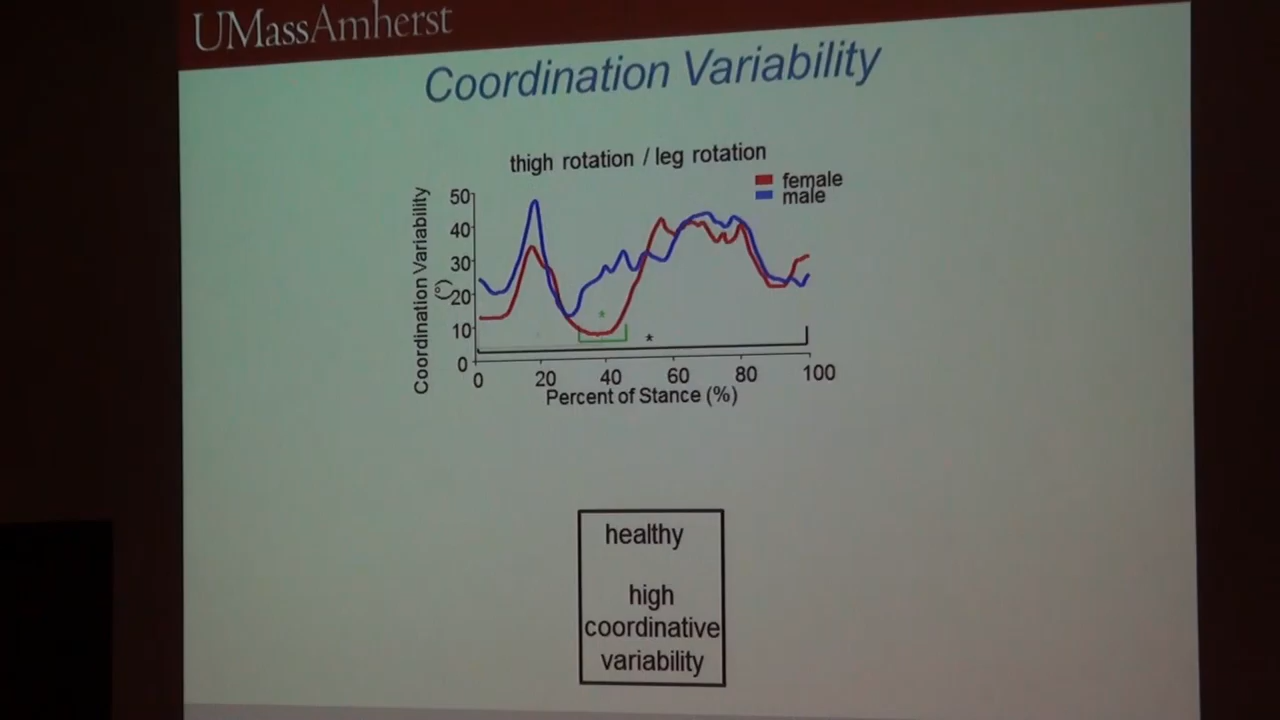 UMassAmherst
Coordination Variability
thigh rotation / leg rotation
female
male
Coordination Variability
(°)
50
40
30
20
10
0
*
*
0 20 40 60 80 100
Percent of Stance (%)
healthy
high
coordinative
variability